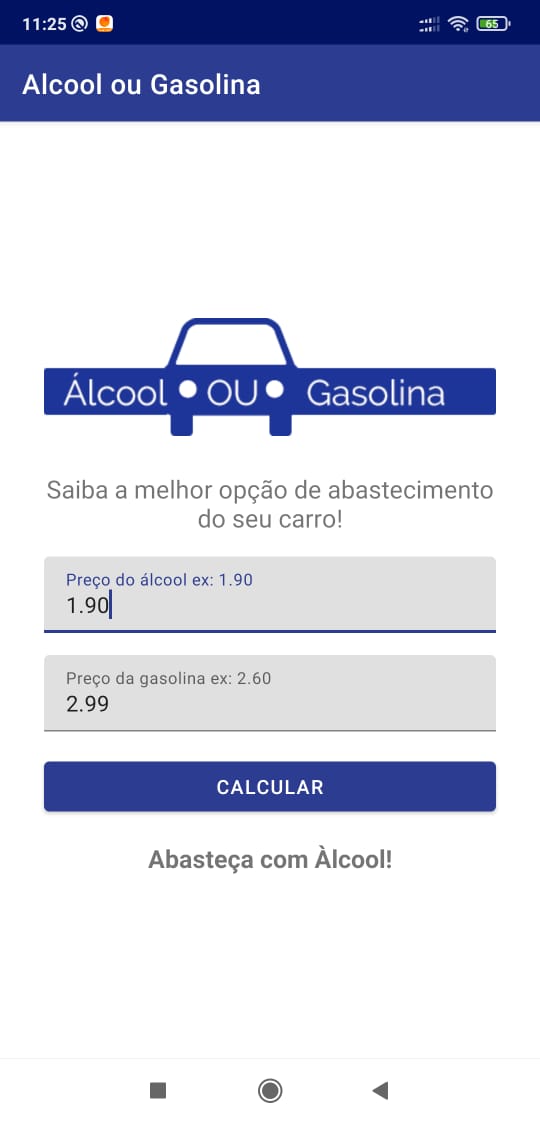 11:25
65
Alcool ou Gasolina
Álcool OU Gasolina
Saiba a melhor opção de abastecimento
do seu carro!
Preço do álcool ex: 1.90
1.90
Preço da gasolina ex: 2.60
2.99
CALCULAR
Abasteça com Àlcool!